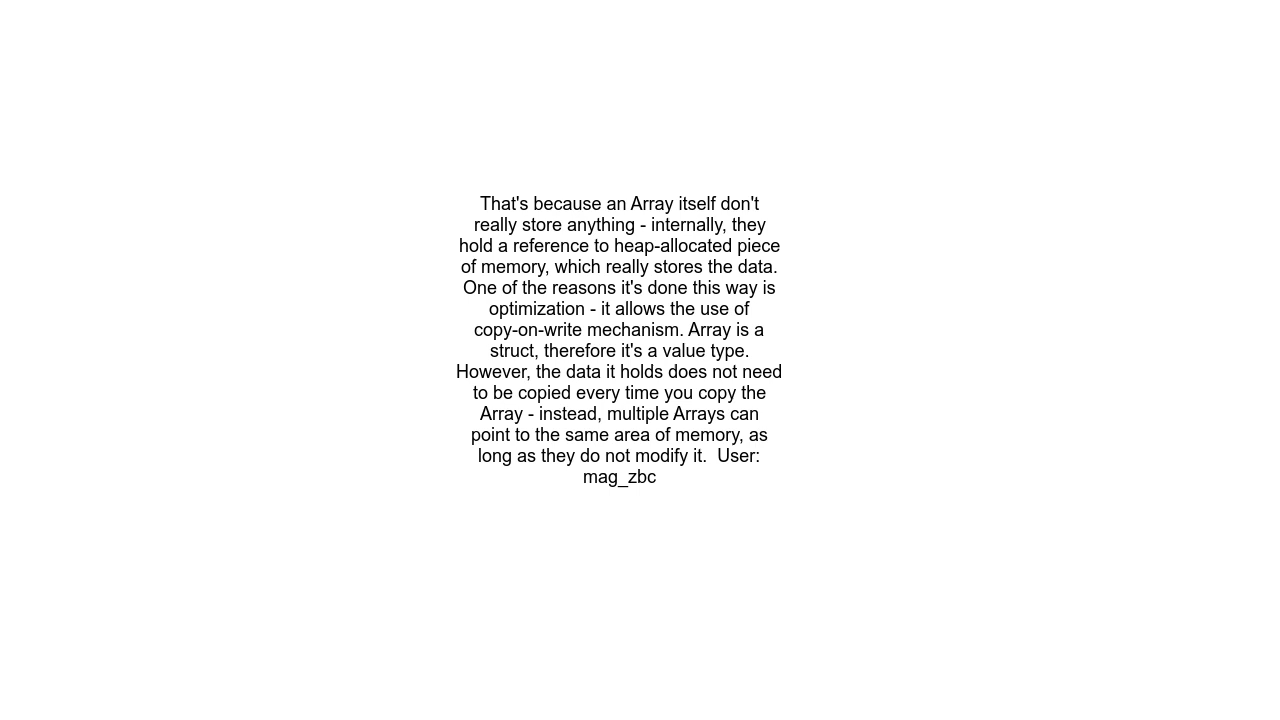 That's because an Array itself don't
really store anything - internally, they
hold a reference to heap-allocated piece
of memory, which really stores the data.
One of the reasons it's done this way is
optimization - it allows the use of
copy-on-write mechanism. Array is a
struct, therefore it's a value type.
However, the data it holds does not need
to be copied every time you copy the
Array - instead, multiple Arrays can
point to the same area of memory, as
long as they do not modify it.  User:
mag_zbc